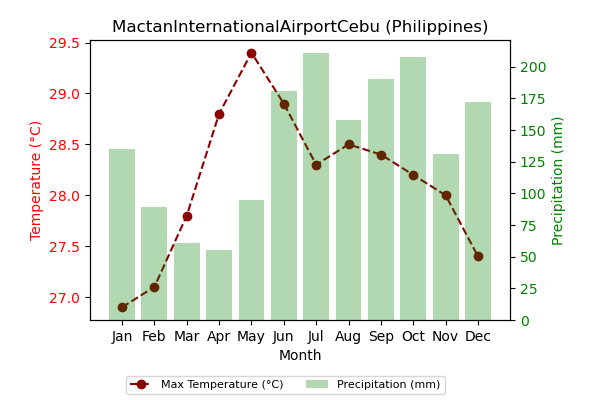 MactanInternationalAirportCebu (Philippines)
29.5
29.0
28.5
28.0
27.5
27.0
Temperature (°C)
200
175
150
125
100
75
50
25
0
Precipitation (mm)
Jan Feb Mar Apr May Jun Jul Aug Sep Oct Nov Dec
Month
Max Temperature (°C) Precipitation (mm)